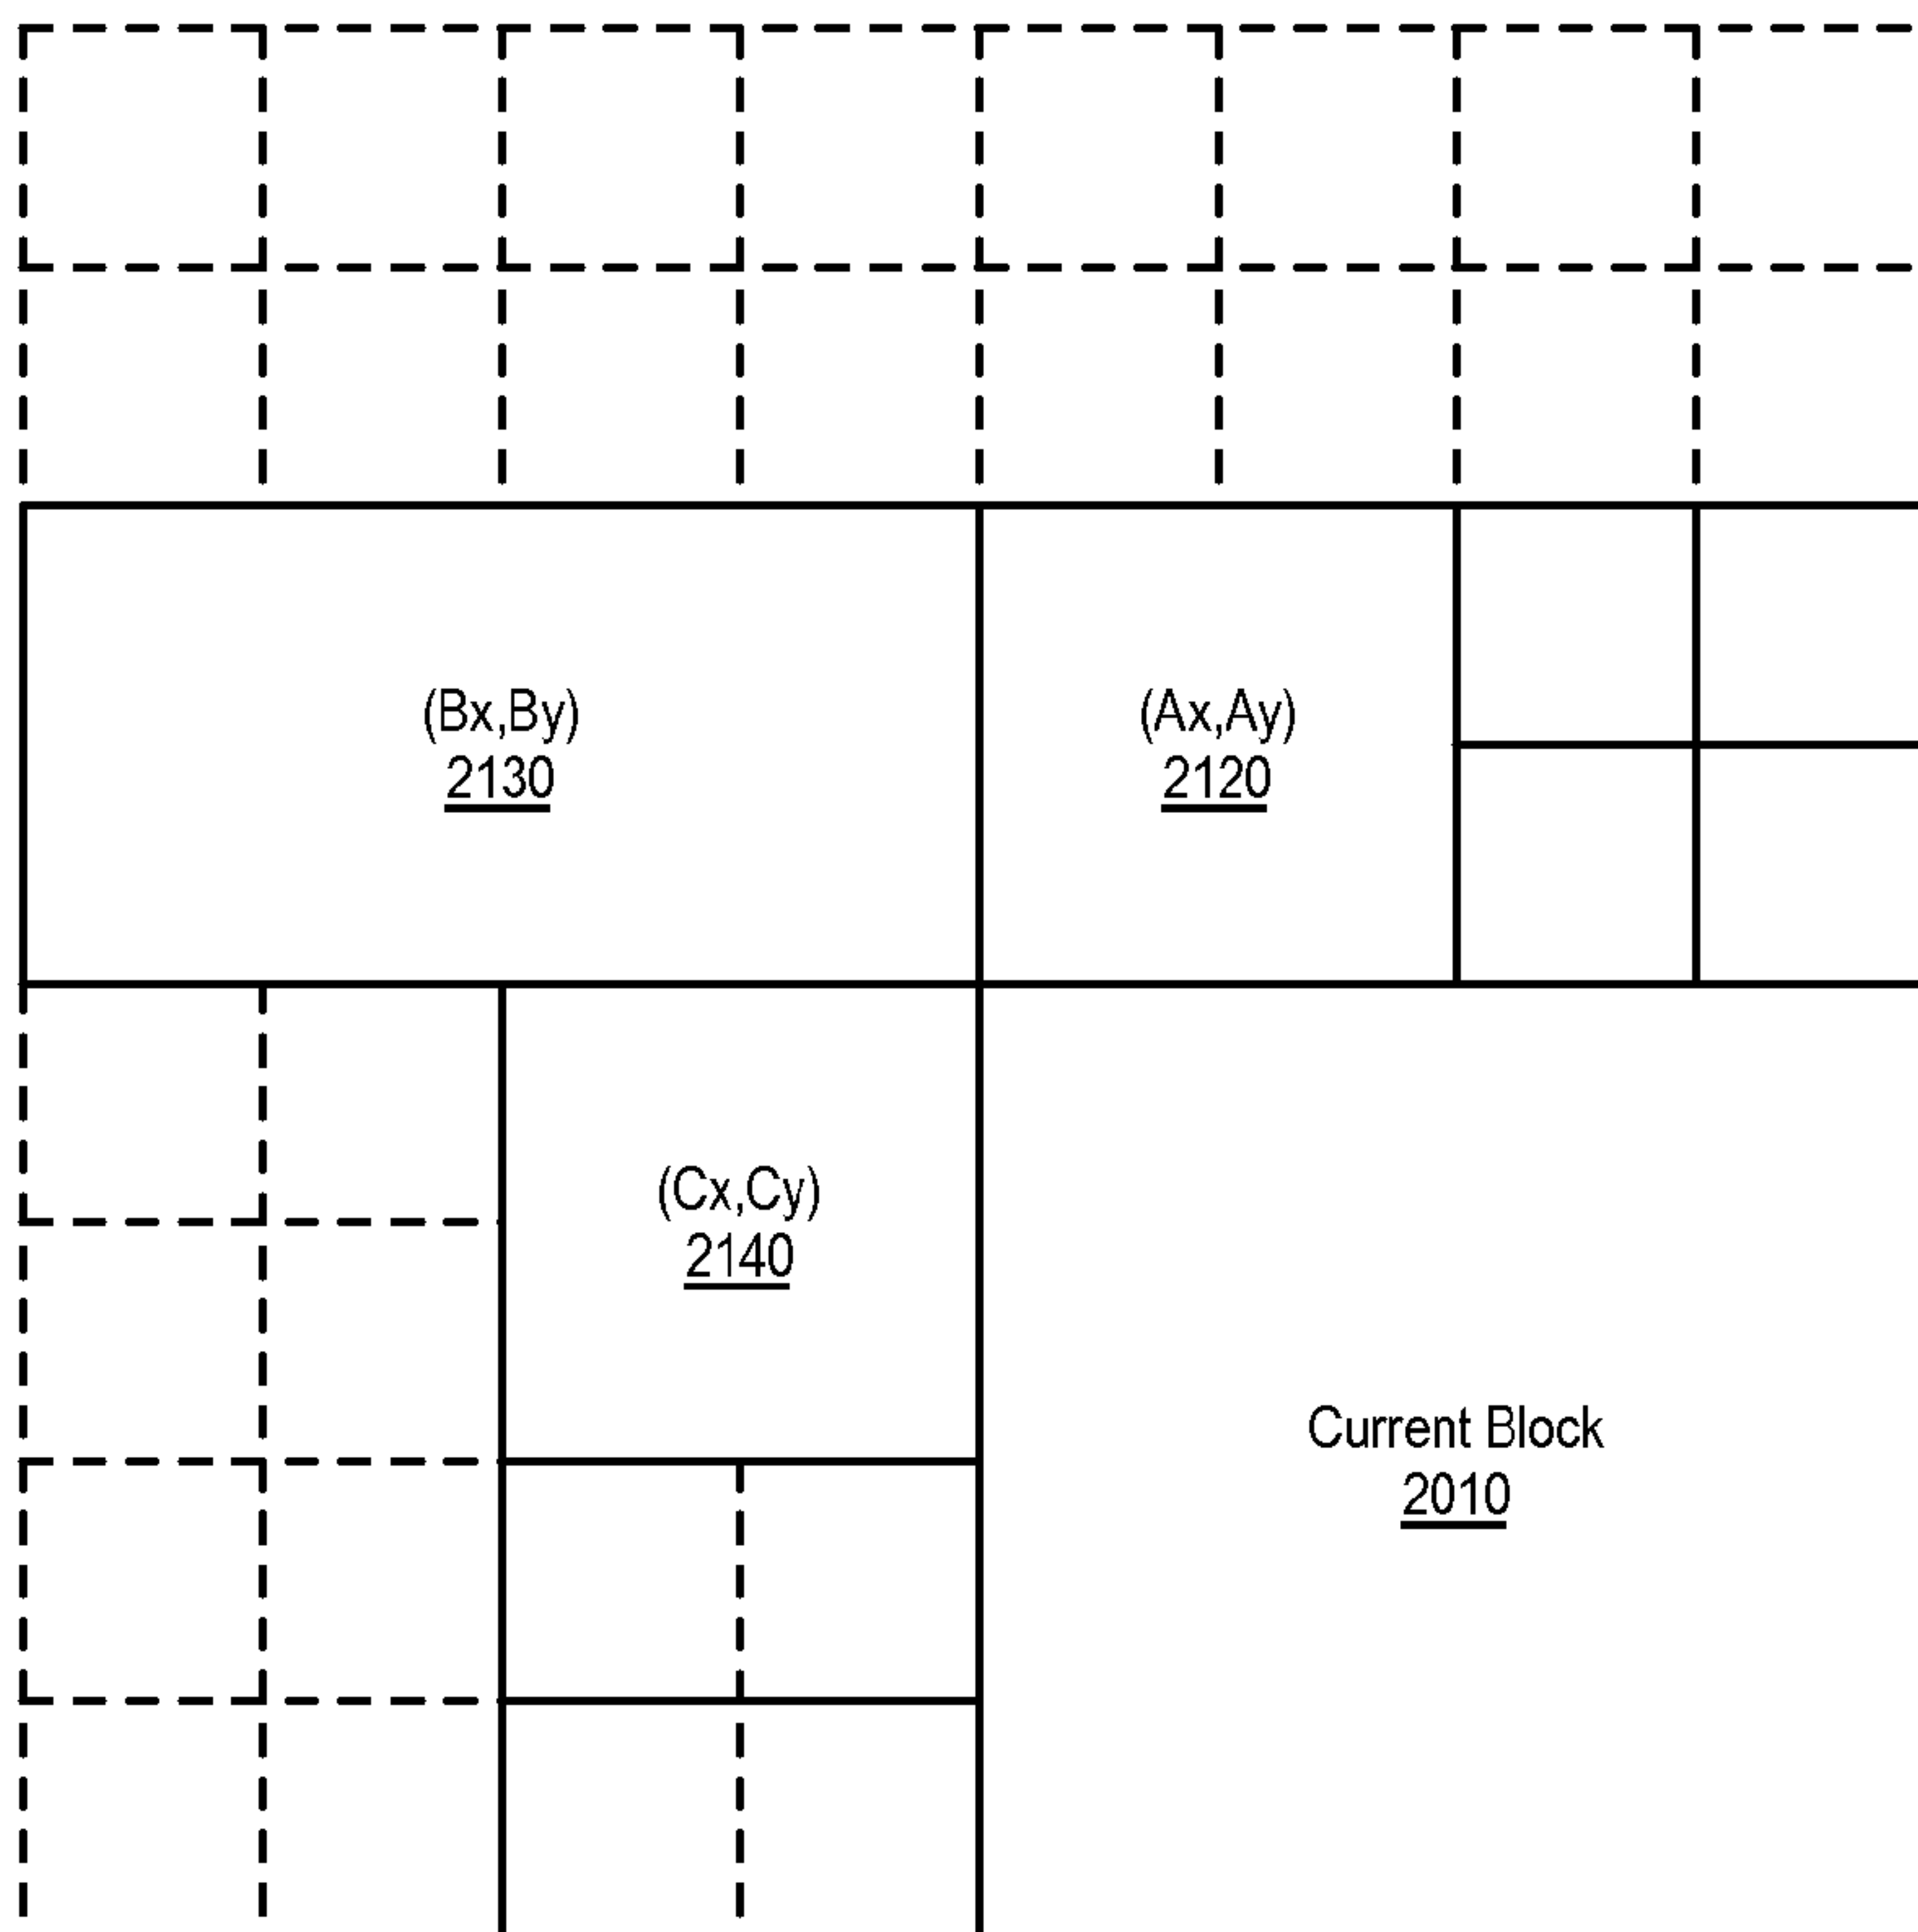 (Bx,By)
2130
(Ax,Ay)
2120
(Cx,Cy)
2140
Current Block
2010